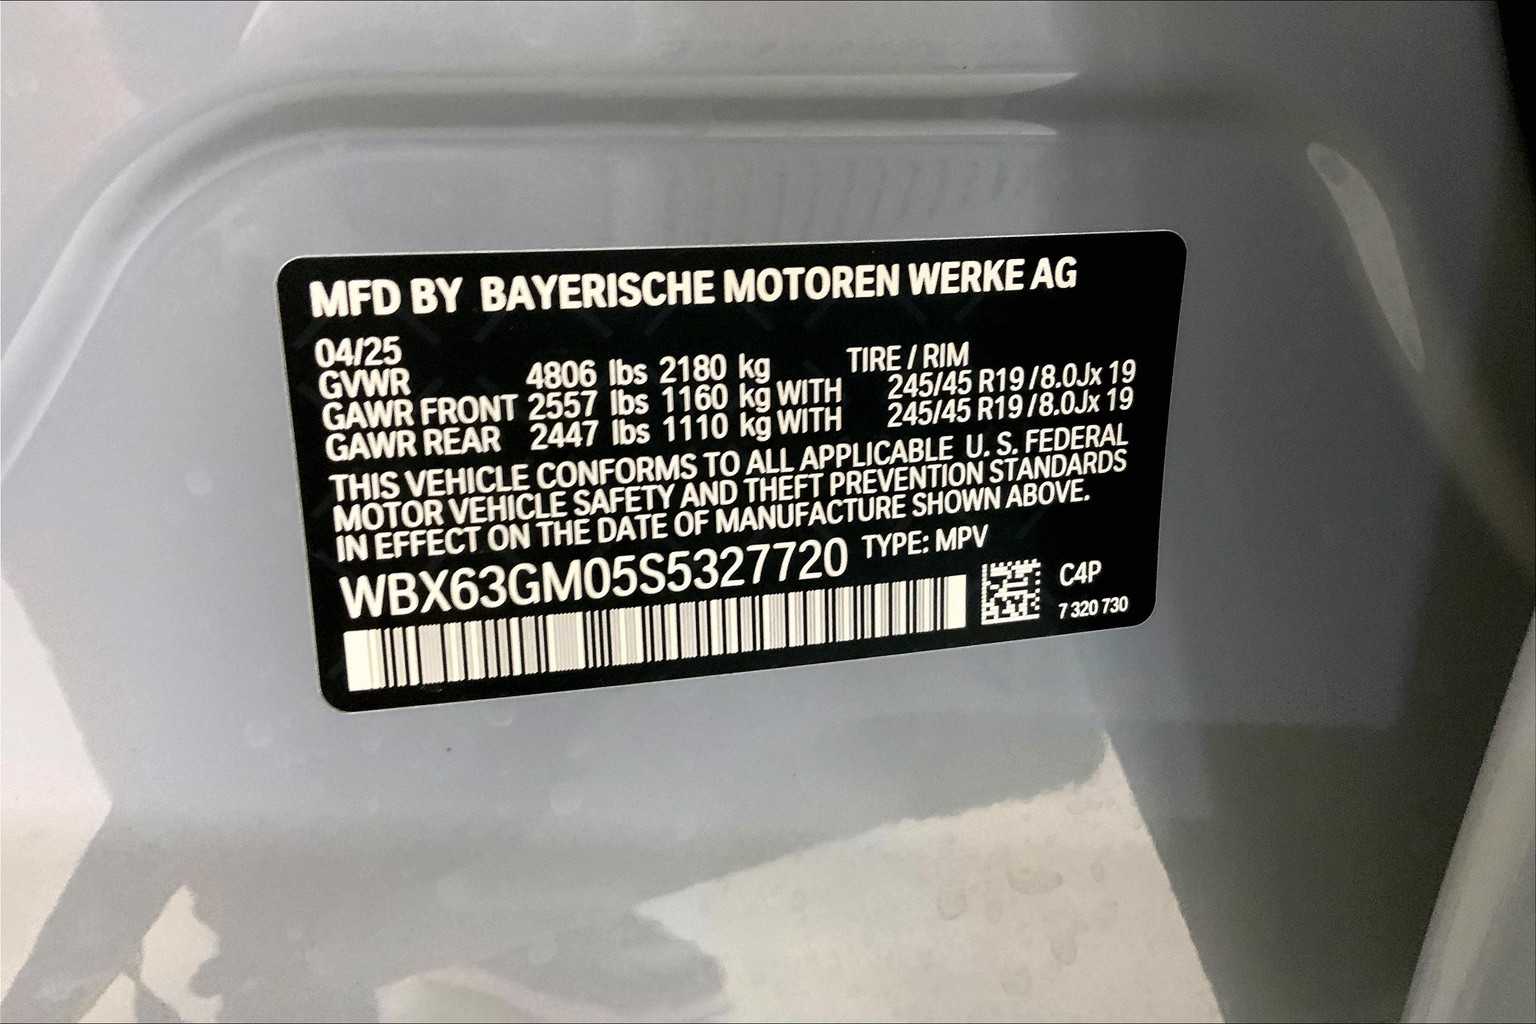 MFD BY BAYERISCHE MOTOREN WERKE AG
04/25
GVWR 4806 lbs 2180 kg TIRE / RIM
GAWR FRONT 2557 lbs 1160 kg WITH 245/45 R19 / 8.0Jx 19
GAWR REAR 2447 lbs 1110 kg WITH 245/45 R19 / 8.0Jx 19
THIS VEHICLE CONFORMS TO ALL APPLICABLE U. S. FEDERAL
MOTOR VEHICLE SAFETY AND THEFT PREVENTION STANDARDS
IN EFFECT ON THE DATE OF MANUFACTURE SHOWN ABOVE.
WBX63GM05S5327720 TYPE: MPV
C4P
7 320 730